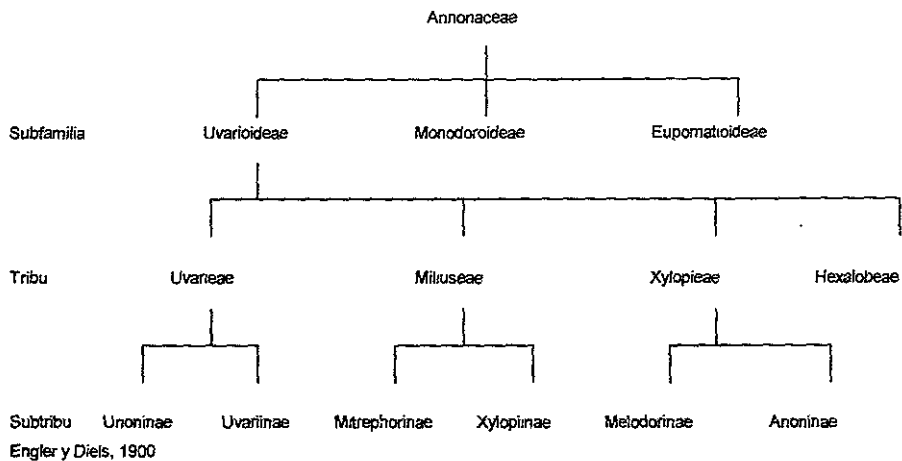 Annonaceae
Subfamilia Uvarioideae Monodoroideae Eupomatioideae
Tribu Uvarieae Miliuseae Xylopieae Hexalobeae
Subtribu Unoninae Uvariinae Mitrephorinae Xylopiinae Melodorinae Anoninae
Engler y Diels, 1900